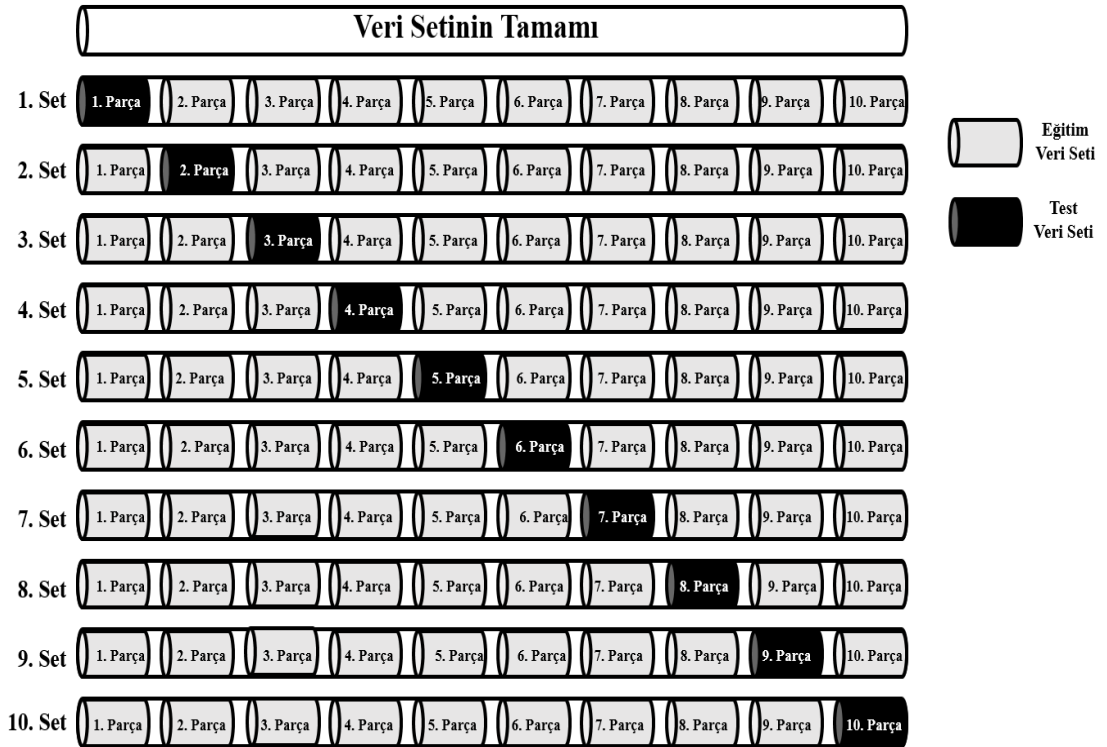 Veri Setinin Tamamı
1. Set 1. Parça 2. Parça 3. Parça 4. Parça 5. Parça 6. Parça 7. Parça 8. Parça 9. Parça 10. Parça
2. Set 1. Parça 2. Parça 3. Parça 4. Parça 5. Parça 6. Parça 7. Parça 8. Parça 9. Parça 10. Parça
3. Set 1. Parça 2. Parça 3. Parça 4. Parça 5. Parça 6. Parça 7. Parça 8. Parça 9. Parça 10. Parça
4. Set 1. Parça 2. Parça 3. Parça 4. Parça 5. Parça 6. Parça 7. Parça 8. Parça 9. Parça 10. Parça
5. Set 1. Parça 2. Parça 3. Parça 4. Parça 5. Parça 6. Parça 7. Parça 8. Parça 9. Parça 10. Parça
6. Set 1. Parça 2. Parça 3. Parça 4. Parça 5. Parça 6. Parça 7. Parça 8. Parça 9. Parça 10. Parça
7. Set 1. Parça 2. Parça 3. Parça 4. Parça 5. Parça 6. Parça 7. Parça 8. Parça 9. Parça 10. Parça
8. Set 1. Parça 2. Parça 3. Parça 4. Parça 5. Parça 6. Parça 7. Parça 8. Parça 9. Parça 10. Parça
9. Set 1. Parça 2. Parça 3. Parça 4. Parça 5. Parça 6. Parça 7. Parça 8. Parça 9. Parça 10. Parça
10. Set 1. Parça 2. Parça 3. Parça 4. Parça 5. Parça 6. Parça 7. Parça 8. Parça 9. Parça 10. Parça
Eğitim
Veri Seti
Test
Veri Seti